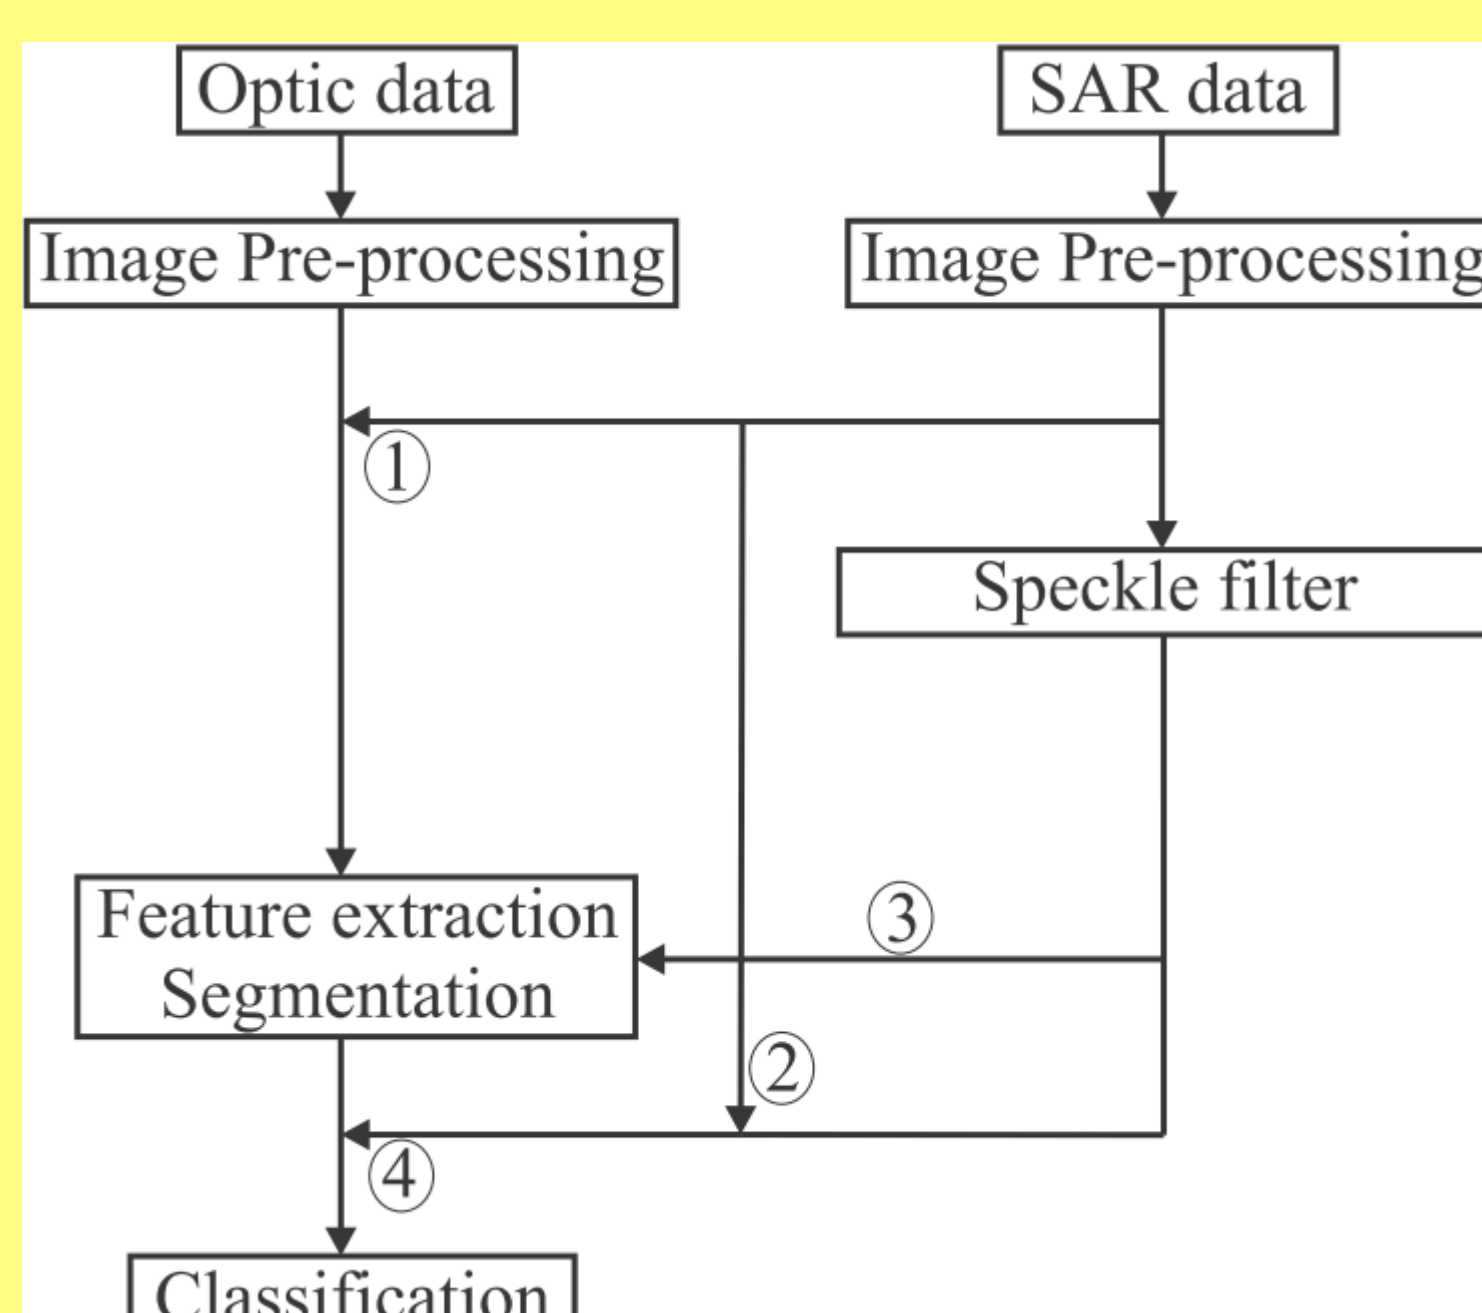 Optic data
SAR data
Image Pre-processing
Image Pre-processing
①
Speckle filter
Feature extraction
Segmentation
③
②
④
Classification